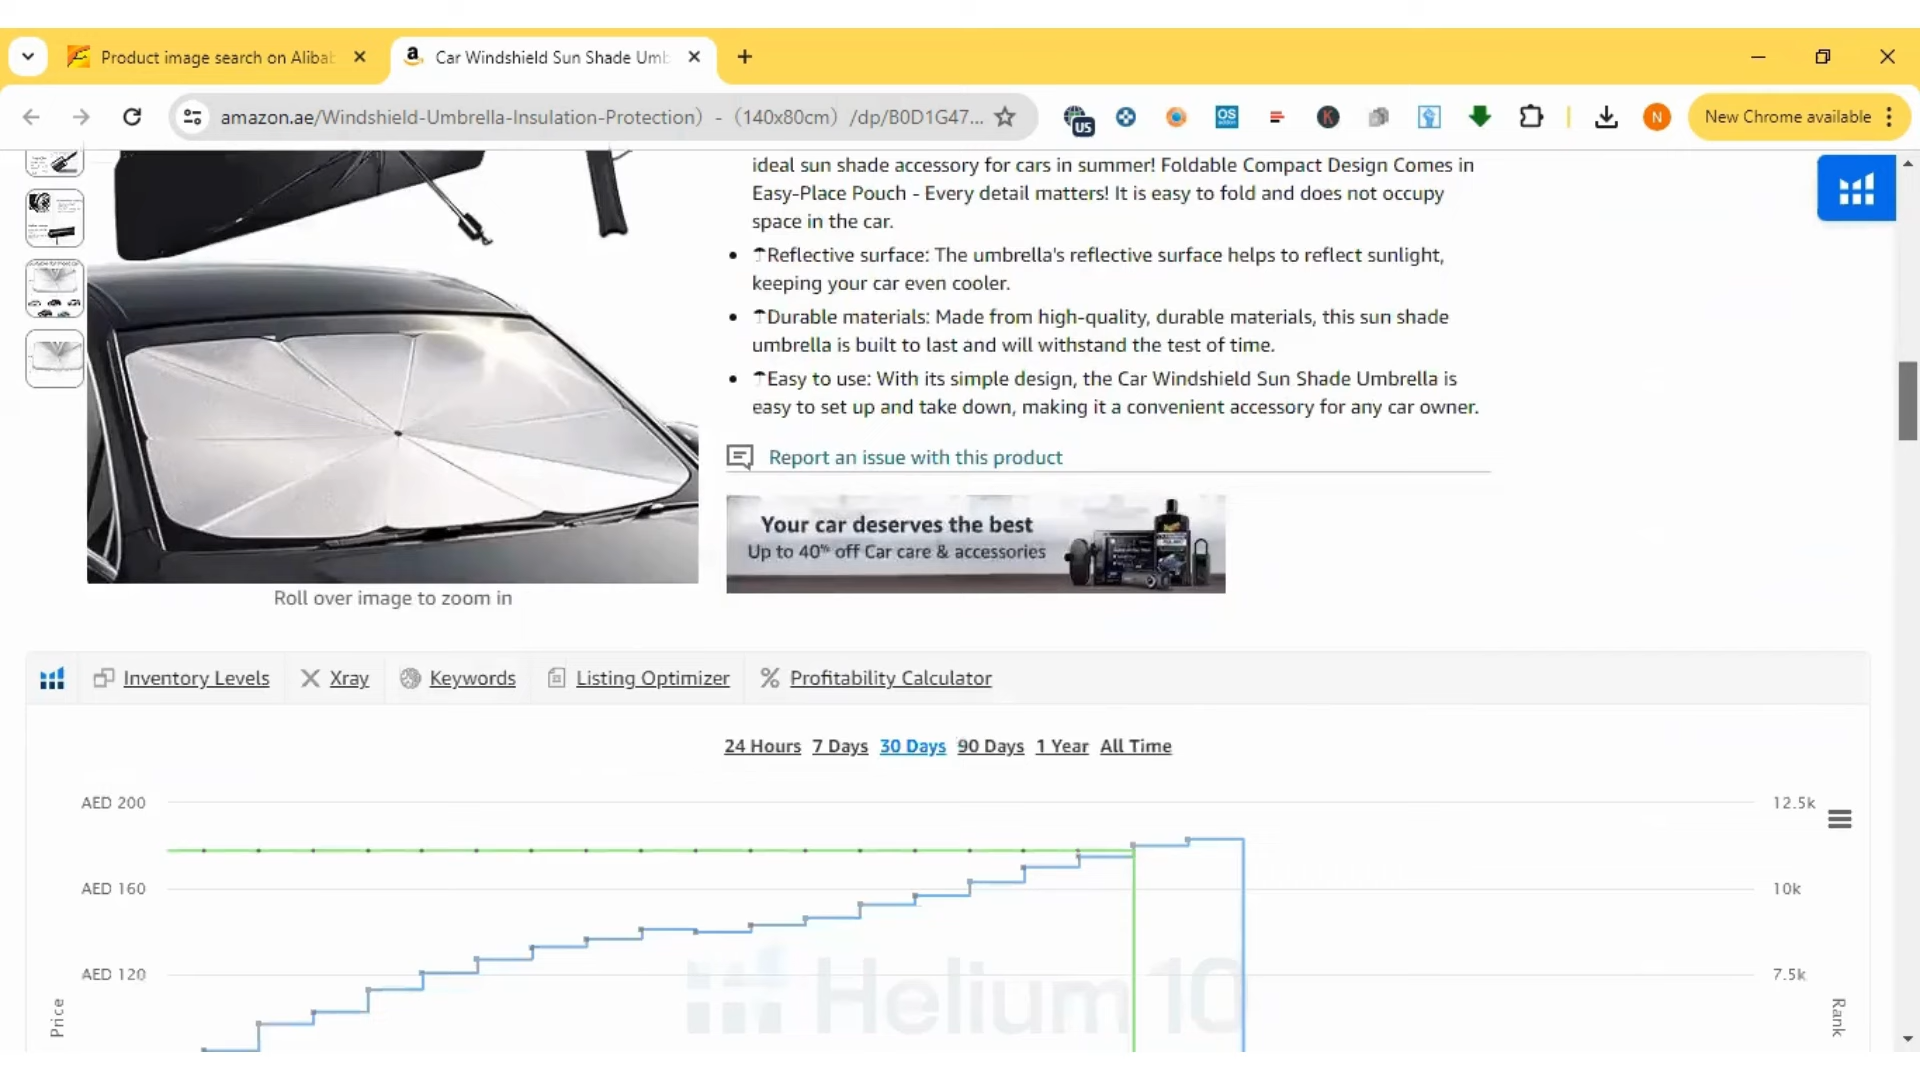 Product image search on Alibab
Car Windshield Sun Shade Umb
amazon.ae/Windshield-Umbrella-Insulation-Protection）-（140x80cm）/dp/B0D1G47...
US
OS
K
N
New Chrome available
ideal sun shade accessory for cars in summer! Foldable Compact Design Comes in
Easy-Place Pouch - Every detail matters! It is easy to fold and does not occupy
space in the car.
☂Reflective surface: The umbrella's reflective surface helps to reflect sunlight,
keeping your car even cooler.
☂Durable materials: Made from high-quality, durable materials, this sun shade
umbrella is built to last and will withstand the test of time.
☂Easy to use: With its simple design, the Car Windshield Sun Shade Umbrella is
easy to set up and take down, making it a convenient accessory for any car owner.
Report an issue with this product
Your car deserves the best
Up to 40% off Car care & accessories
Roll over image to zoom in
Inventory Levels
Xray
Keywords
Listing Optimizer
Profitability Calculator
24 Hours 7 Days 30 Days 90 Days 1 Year All Time
AED 200
12.5k
AED 160
10k
AED 120
7.5k
Price
Rank
Helium 10